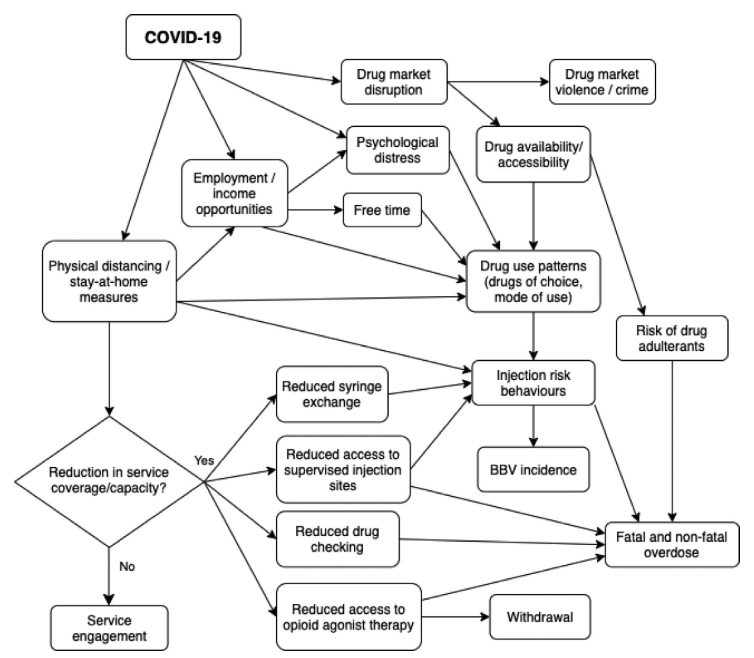 COVID-19
Drug market
disruption
Drug market
violence / crime
Psychological
distress
Drug availability/
accessibility
Employment /
income
opportunities
Free time
Physical distancing /
stay-at-home
measures
Drug use patterns
(drugs of choice,
mode of use)
Risk of drug
adulterants
Reduced syringe
exchange
Injection risk
behaviours
Yes
Reduction in service
coverage/capacity?
Reduced access to
supervised injection
sites
BBV incidence
Reduced drug
checking
Fatal and non-fatal
overdose
No
Service
engagement
Reduced access to
opioid agonist therapy
Withdrawal